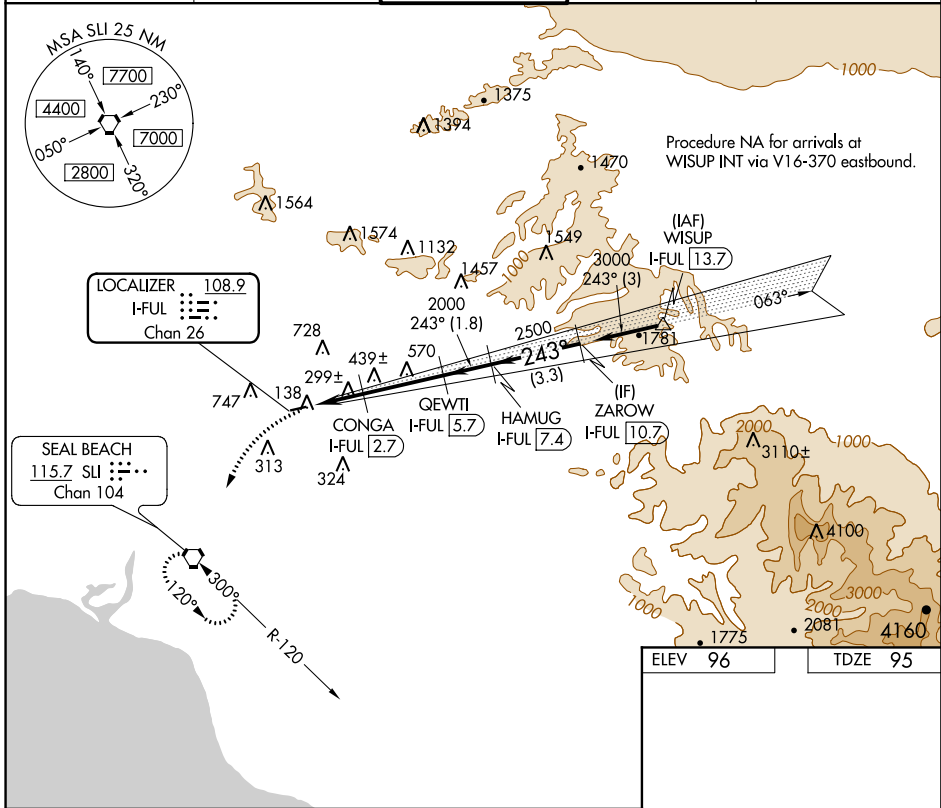 MSA SLI 25 NM
140°
7700
230°
4400
7000
050°
2800
320°
1000
1375
1394
1470
Procedure NA for arrivals at
WISUP INT via V16-370 eastbound.
1564
1574
1132
1549
1457
1000
(IAF)
WISUP
I-FUL 13.7
3000
243° (3)
063°
LOCALIZER 108.9
I-FUL
Chan 26
2000
243° (1.8)
2500
243°
(3.3)
1781
728
439±
570
299±
747
138
CONGA
I-FUL 2.7
QEWTI
I-FUL 5.7
HAMUG
I-FUL 7.4
(IF)
ZAROW
I-FUL 10.7
313
324
2000
1000
3110±
SEAL BEACH
115.7 SLI
Chan 104
4100
300°
120°
R-120
3000
2000
1000
2081
4160
1775
ELEV 96
TDZE 95